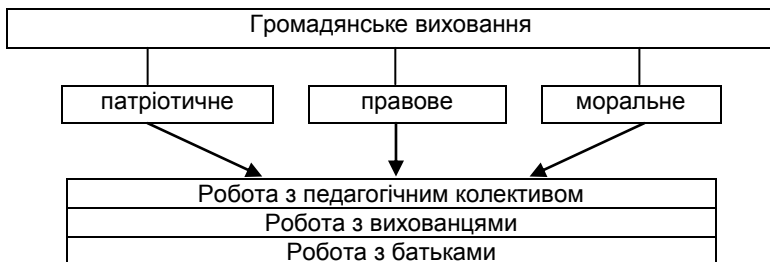 Громадянське виховання
патріотичне правове моральне
Робота з педагогічним колективом
Робота з вихованцями
Робота з батьками